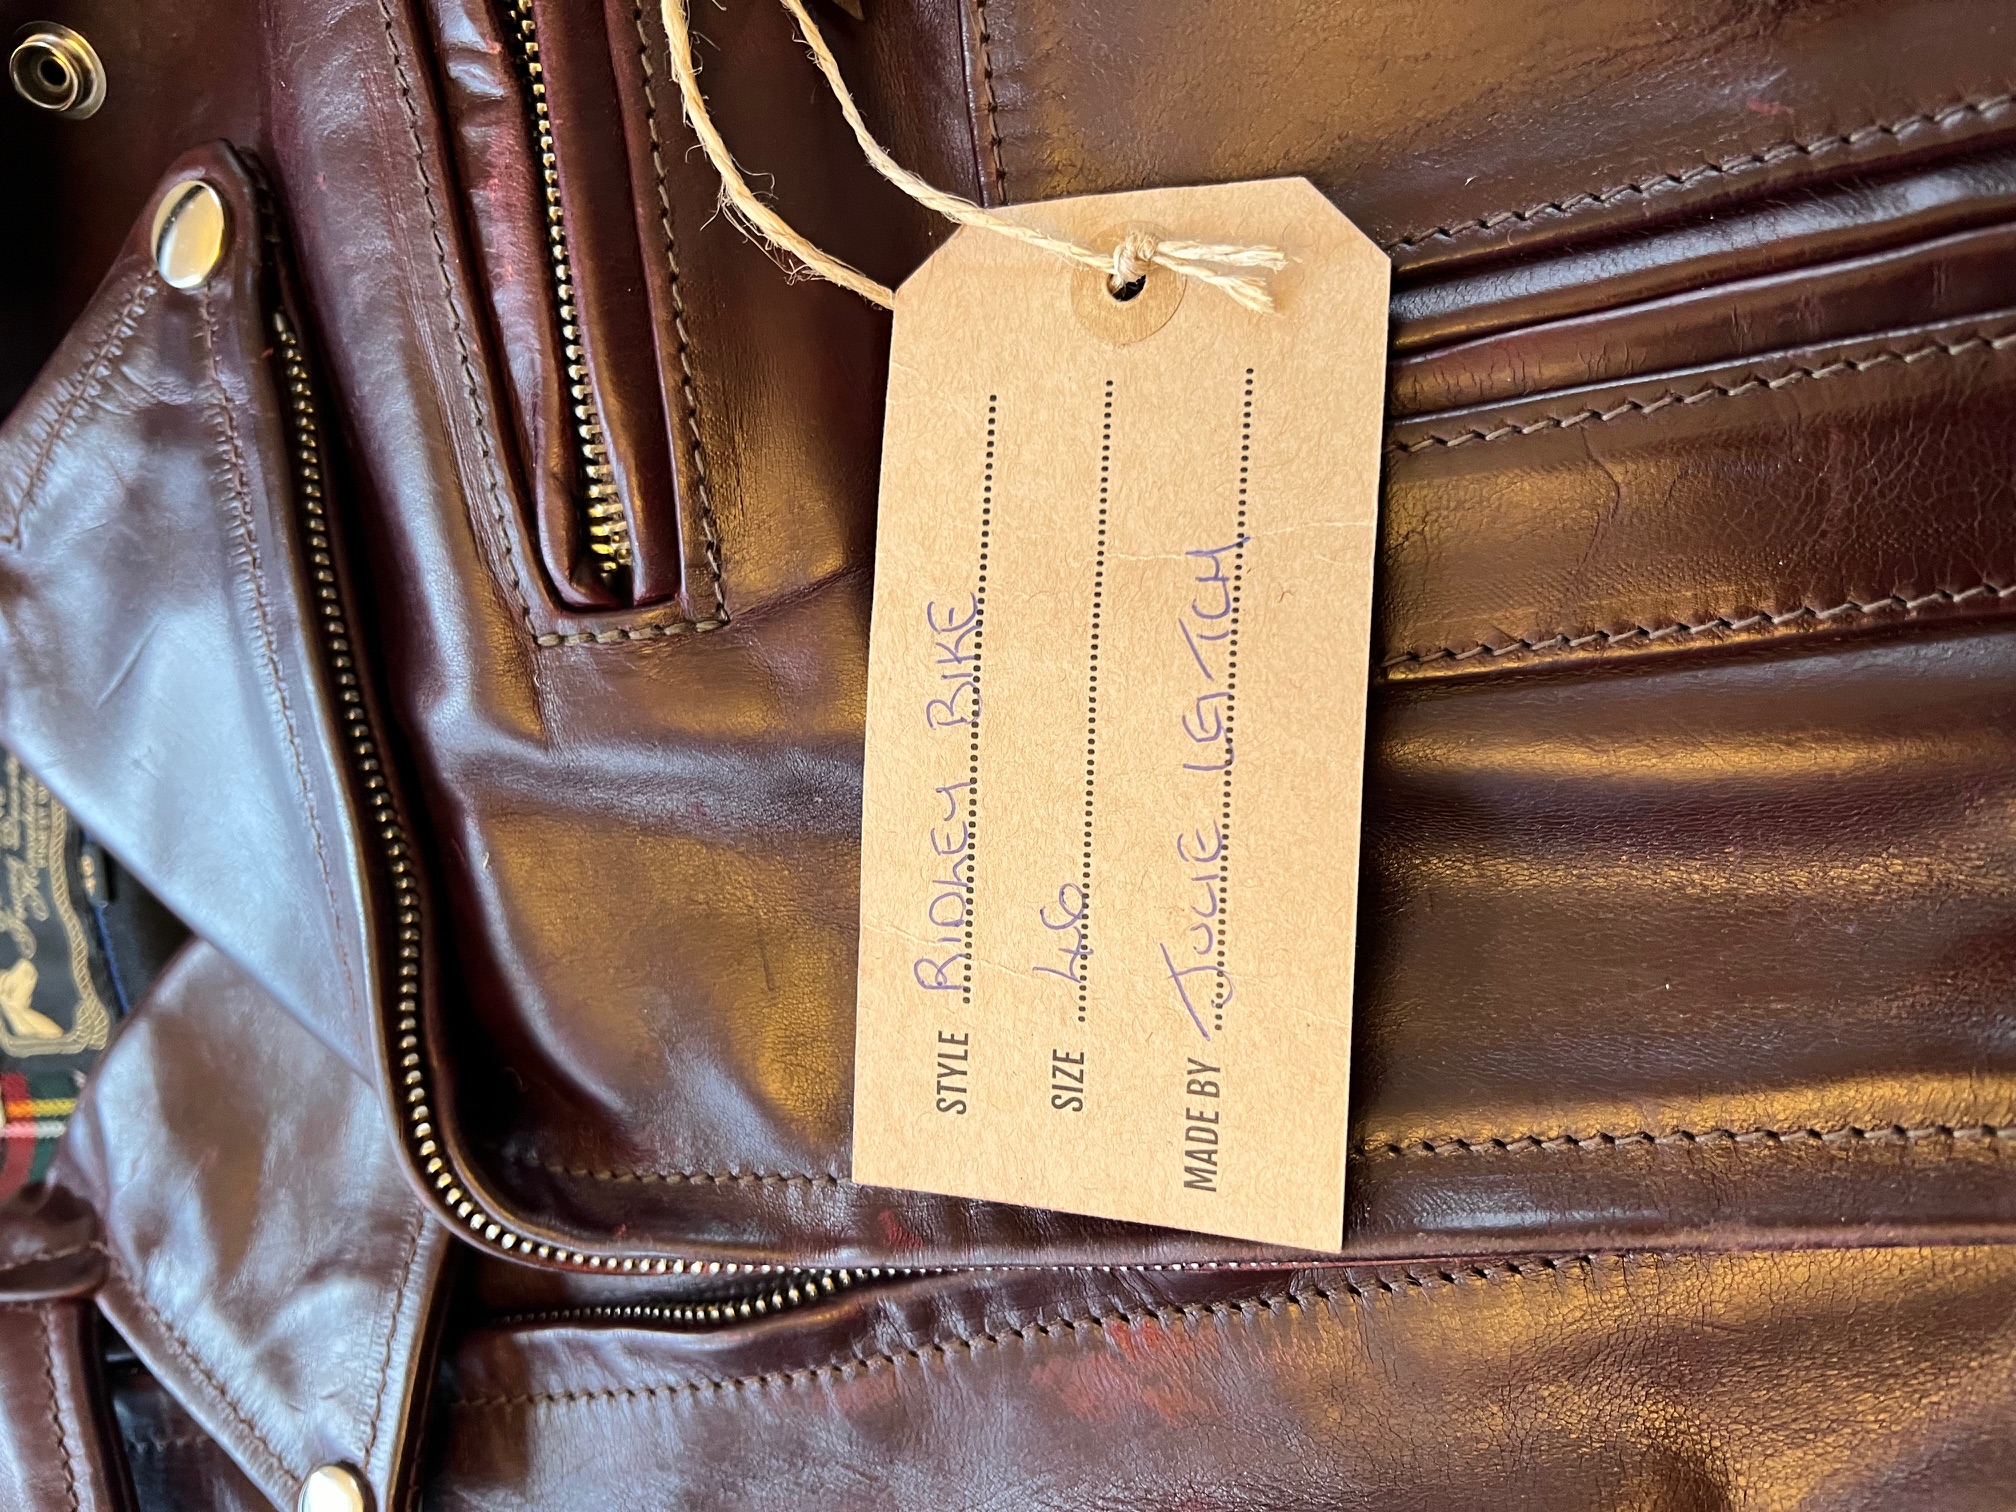 STYLE RIDLEY BIKE
SIZE 46
MADE BY JULIE LEITCH